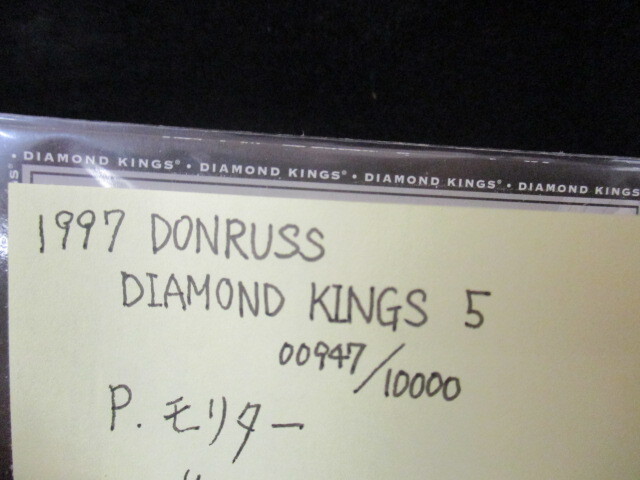 • DIAMOND KINGS® • DIAMOND KINGS® • DIAMOND KINGS® • DIAMOND KINGS
1997 DONRUSS
DIAMOND KINGS 5
00947/10000
P. モリター